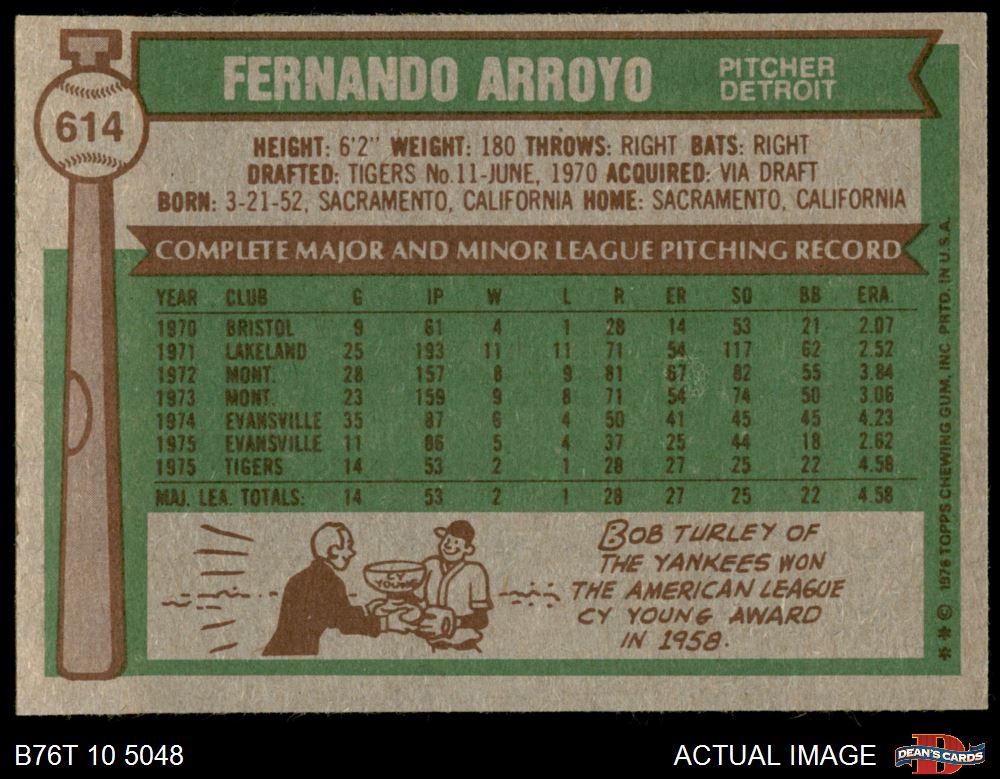 614
FERNANDO ARROYO
PITCHER
DETROIT
HEIGHT: 6'2" WEIGHT: 180 THROWS: RIGHT BATS: RIGHT
DRAFTED: TIGERS No.11-JUNE, 1970 ACQUIRED: VIA DRAFT
BORN: 3-21-52, SACRAMENTO, CALIFORNIA HOME: SACRAMENTO, CALIFORNIA
COMPLETE MAJOR AND MINOR LEAGUE PITCHING RECORD
YEAR CLUB G IP W L R ER SO BB ERA.
1970 BRISTOL 9 61 4 1 28 14 53 21 2.07
1971 LAKELAND 25 193 11 11 71 54 117 62 2.52
1972 MONT. 28 157 8 9 81 67 82 55 3.84
1973 MONT. 23 159 9 8 71 54 74 50 3.06
1974 EVANSVILLE 35 87 6 4 50 41 45 45 4.23
1975 EVANSVILLE 11 86 5 4 37 25 44 18 2.62
1975 TIGERS 14 53 2 1 28 27 25 22 4.58
MAJ. LEA. TOTALS: 14 53 2 1 28 27 25 22 4.58
CY
YOUNG
BOB TURLEY OF
THE YANKEES WON
THE AMERICAN LEAGUE
CY YOUNG AWARD
IN 1958.
** © 1976 TOPPS CHEWING GUM, INC PRTD. IN U.S.A.
B76T 10 5048
ACTUAL IMAGE
DEAN'S CARDS